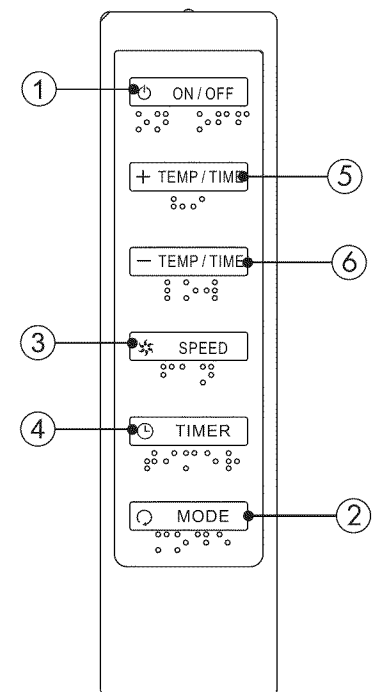 1 ON / OFF
+ TEMP / TIME 5
− TEMP / TIME 6
3 SPEED
4 TIMER
MODE 2